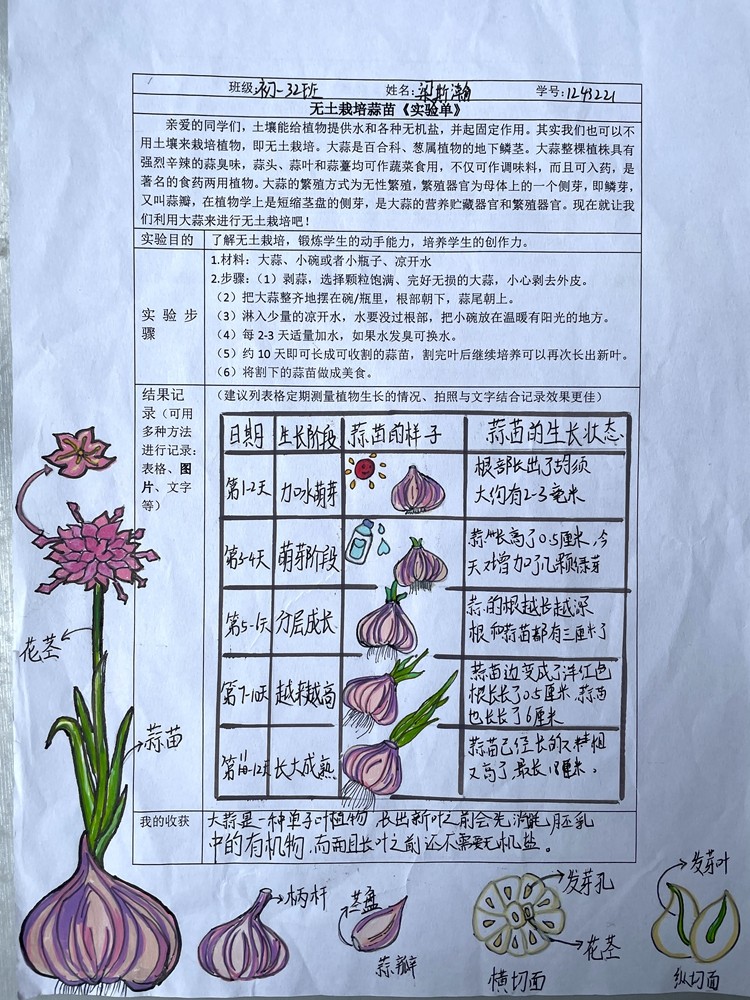 班级:初一32班 姓名:梁斯瀚 学号:1243221
无土栽培蒜苗《实验单》
亲爱的同学们，土壤能给植物提供水和各种无机盐，并起固定作用。其实我们也可以不
用土壤来栽培植物，即无土栽培。大蒜是百合科、葱属植物的地下鳞茎。大蒜整棵植株具有
强烈辛辣的蒜臭味，蒜头、蒜叶和蒜薹均可作蔬菜食用，不仅可作调味料，而且可入药，是
著名的食药两用植物。大蒜的繁殖方式为无性繁殖，繁殖器官为母体上的一个侧芽，即鳞芽，
又叫蒜瓣，在植物学上是短缩茎盘的侧芽，是大蒜的营养贮藏器官和繁殖器官。现在就让我
们利用大蒜来进行无土栽培吧！
实验目的 了解无土栽培，锻炼学生的动手能力，培养学生的创作力。
实验步骤
1.材料：大蒜、小碗或者小瓶子、凉开水
2.步骤：（1）剥蒜，选择颗粒饱满、完好无损的大蒜，小心剥去外皮。
（2）把大蒜整齐地摆在碗/瓶里，根部朝下，蒜尾朝上。
（3）淋入少量的凉开水，水要没过根部，把小碗放在温暖有阳光的地方。
（4）每 2-3 天适量加水，如果水发臭可换水。
（5）约 10 天即可长成可收割的蒜苗，割完叶后继续培养可以再次长出新叶。
（6）将割下的蒜苗做成美食。
结果记
录（可用
多种方法
进行记录:
表格、图
片、文字
等）
（建议列表格定期测量植物生长的情况、拍照与文字结合记录效果更佳）
日期 生长阶段 蒜苗的样子 蒜苗的生长状态
第1-2天 加水萌芽
根部长出了胡须
大约有2-3毫米
第3-4天 萌芽阶段
蒜长高了0.5厘米,今
天又增加了几颗绿芽
第5-6天 分层成长
蒜的根越长越深
根和蒜苗都有三厘米了
第7-10天 越来越高
蒜苗边变成了洋红色
根长长了0.5厘米,蒜苗
也长长了6厘米
第11-12天 长大成熟
蒜苗已经长的又粗
又高了,最长18厘米。
我的收获
大蒜是一种单子叶植物,长出新叶之前会先消耗胚乳
中的有机物,而且长叶之前还不需要无机盐。
花茎
蒜苗
柄杆
茎盘
蒜瓣
发芽孔
花茎
横切面
发芽叶
纵切面